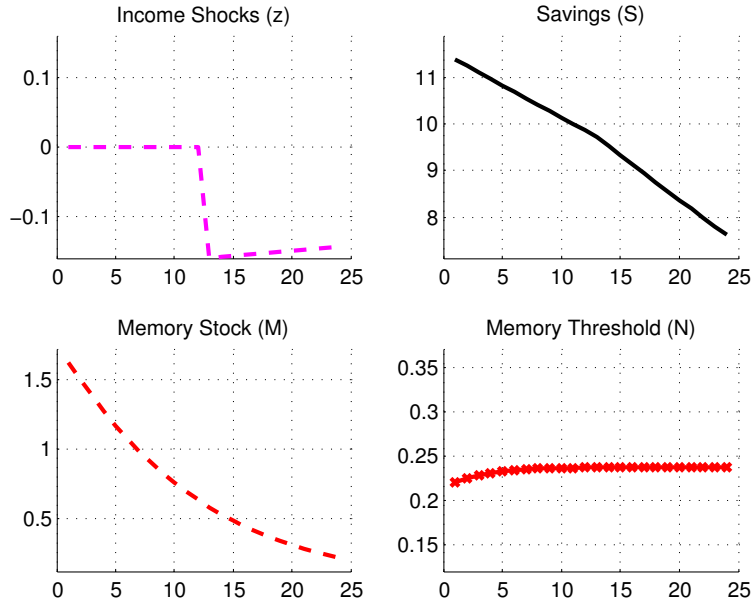 Income Shocks (z)
0.1
0
−0.1
0 5 10 15 20 25
Savings (S)
11
10
9
8
0 5 10 15 20 25
Memory Stock (M)
1.5
1
0.5
0 5 10 15 20 25
Memory Threshold (N)
0.35
0.3
0.25
0.2
0.15
0 5 10 15 20 25